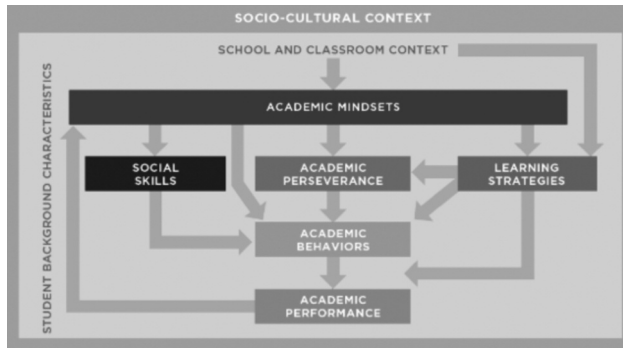 SOCIO-CULTURAL CONTEXT
SCHOOL AND CLASSROOM CONTEXT
STUDENT BACKGROUND CHARACTERISTICS
ACADEMIC MINDSETS
SOCIAL
SKILLS
ACADEMIC
PERSEVERANCE
LEARNING
STRATEGIES
ACADEMIC
BEHAVIORS
ACADEMIC
PERFORMANCE